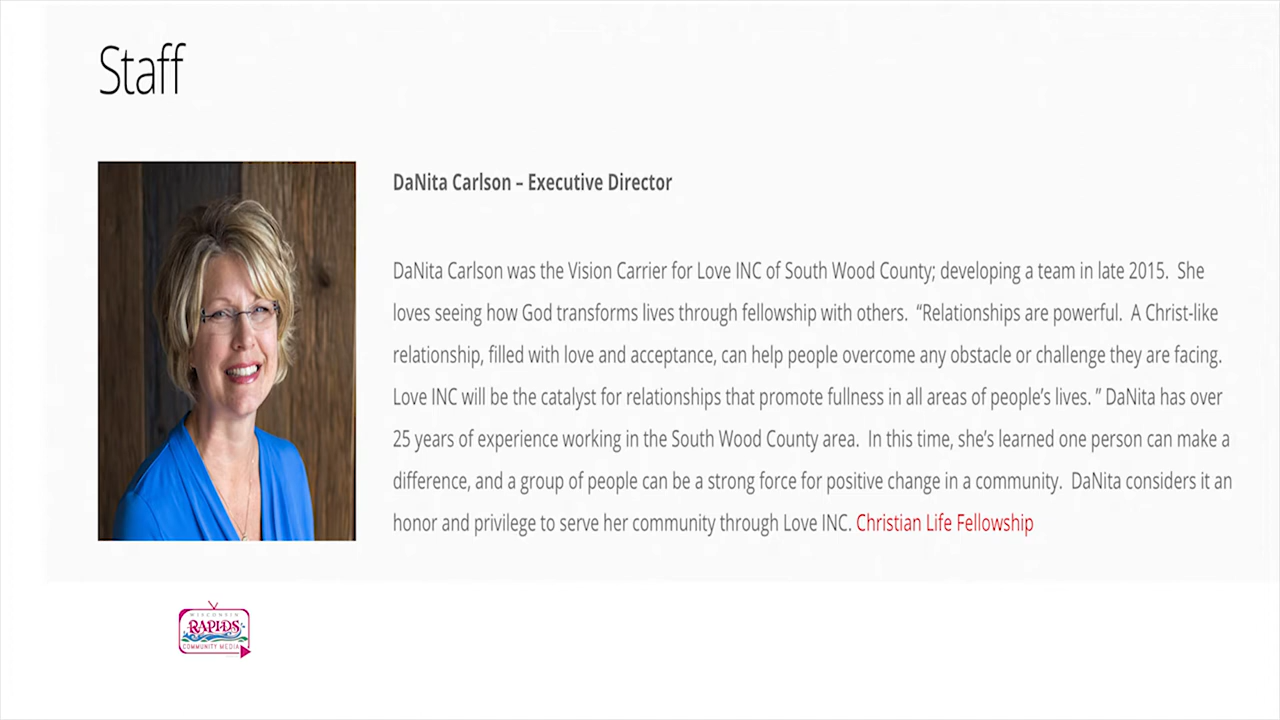 Staff
DaNita Carlson – Executive Director
DaNita Carlson was the Vision Carrier for Love INC of South Wood County; developing a team in late 2015.  She
loves seeing how God transforms lives through fellowship with others.  “Relationships are powerful.  A Christ-like
relationship, filled with love and acceptance, can help people overcome any obstacle or challenge they are facing.
Love INC will be the catalyst for relationships that promote fullness in all areas of people’s lives. ” DaNita has over
25 years of experience working in the South Wood County area.  In this time, she’s learned one person can make a
difference, and a group of people can be a strong force for positive change in a community.  DaNita considers it an
honor and privilege to serve her community through Love INC. Christian Life Fellowship
WISCONSIN
RAPIDS
COMMUNITY MEDIA